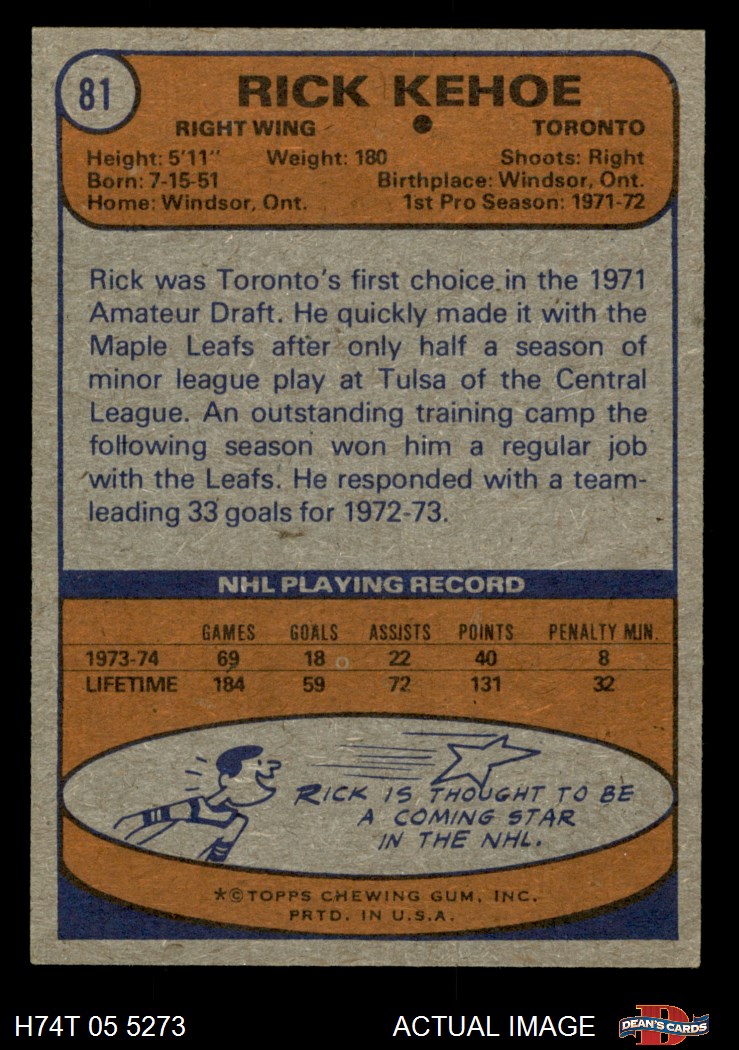 81
RICK KEHOE
RIGHT WING ● TORONTO
Height: 5'11" Weight: 180 Shoots: Right
Born: 7-15-51 Birthplace: Windsor, Ont.
Home: Windsor, Ont. 1st Pro Season: 1971-72
Rick was Toronto's first choice in the 1971
Amateur Draft. He quickly made it with the
Maple Leafs after only half a season of
minor league play at Tulsa of the Central
League. An outstanding training camp the
following season won him a regular job
with the Leafs. He responded with a team-
leading 33 goals for 1972-73.
NHL PLAYING RECORD
GAMES GOALS ASSISTS POINTS PENALTY MIN.
1973-74 69 18 22 40 8
LIFETIME 184 59 72 131 32
RICK IS THOUGHT TO BE
A COMING STAR
IN THE NHL.
*©TOPPS CHEWING GUM, INC.
PRTD. IN U.S.A.
H74T 05 5273 ACTUAL IMAGE D DEAN'S CARDS